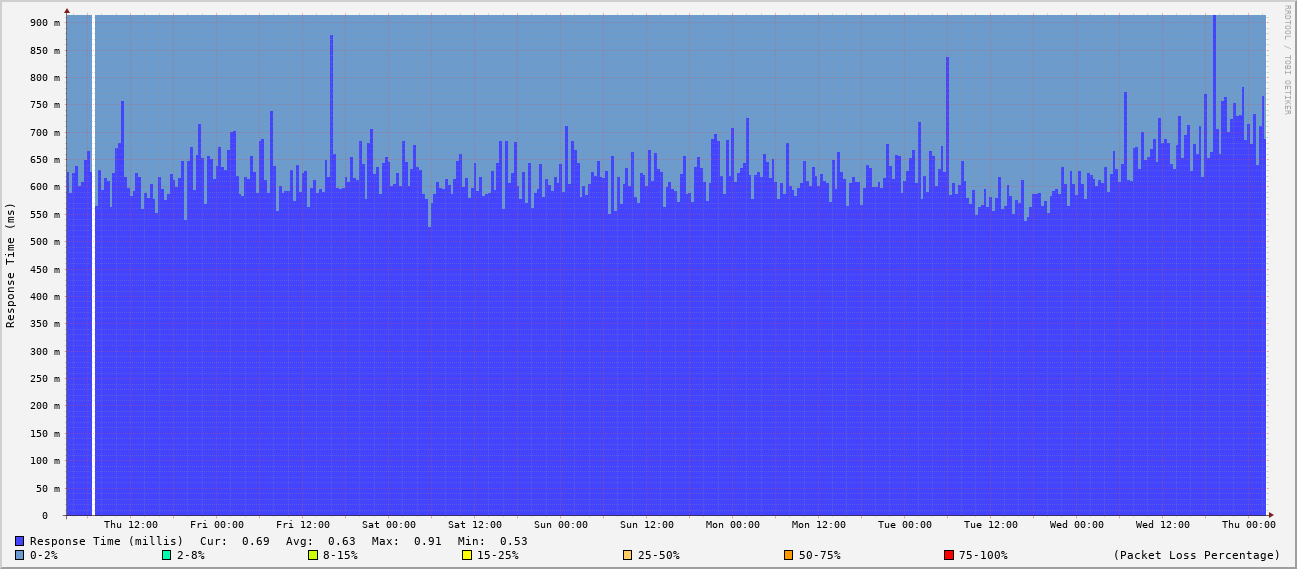 900 m
850 m
800 m
750 m
700 m
650 m
600 m
550 m
500 m
450 m
400 m
350 m
300 m
250 m
200 m
150 m
100 m
50 m
0
Response Time (ms)
RRDTOOL / TOBI OETIKER
Thu 12:00 Fri 00:00 Fri 12:00 Sat 00:00 Sat 12:00 Sun 00:00 Sun 12:00 Mon 00:00 Mon 12:00 Tue 00:00 Tue 12:00 Wed 00:00 Wed 12:00 Thu 00:00
Response Time (millis) Cur: 0.69 Avg: 0.63 Max: 0.91 Min: 0.53
0-2% 2-8% 8-15% 15-25% 25-50% 50-75% 75-100% (Packet Loss Percentage)